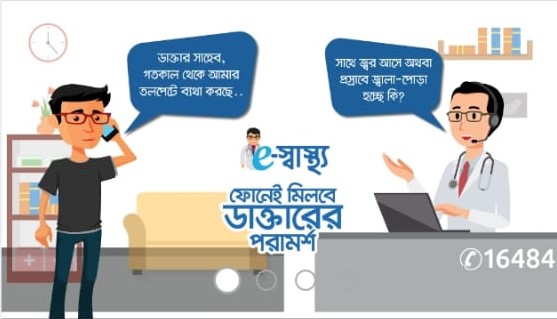 ডাক্তার সাহেব,
গতকাল থেকে আমার
তলপেটে ব্যথা করছে..
সাথে জ্বর আসে অথবা
প্রস্রাবে জ্বালা-পোড়া
হচ্ছে কি?
e-স্বাস্থ্য
ফোনেই মিলবে
ডাক্তারের
পরামর্শ
16484